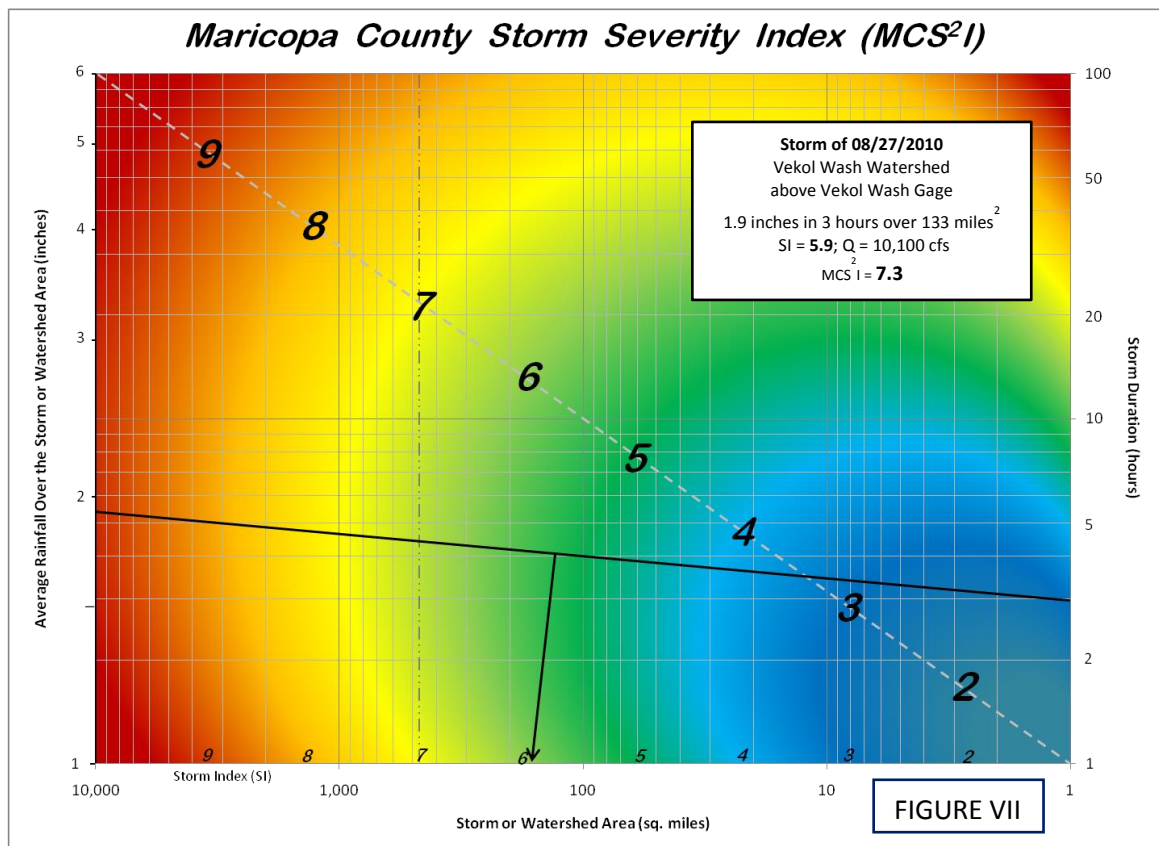 Maricopa County Storm Severity Index (MCS²I)
Average Rainfall Over the Storm or Watershed Area (inches)
6
5
4
3
2
1
Storm of 08/27/2010
Vekol Wash Watershed
above Vekol Wash Gage
1.9 inches in 3 hours over 133 miles²
SI = 5.9; Q = 10,100 cfs
MCS²I = 7.3
9
8
7
6
5
4
3
2
100
50
20
10
5
2
1
Storm Duration (hours)
9 8 7 6 5 4 3 2
Storm Index (SI)
10,000 1,000 100 10 1
Storm or Watershed Area (sq. miles)
FIGURE VII